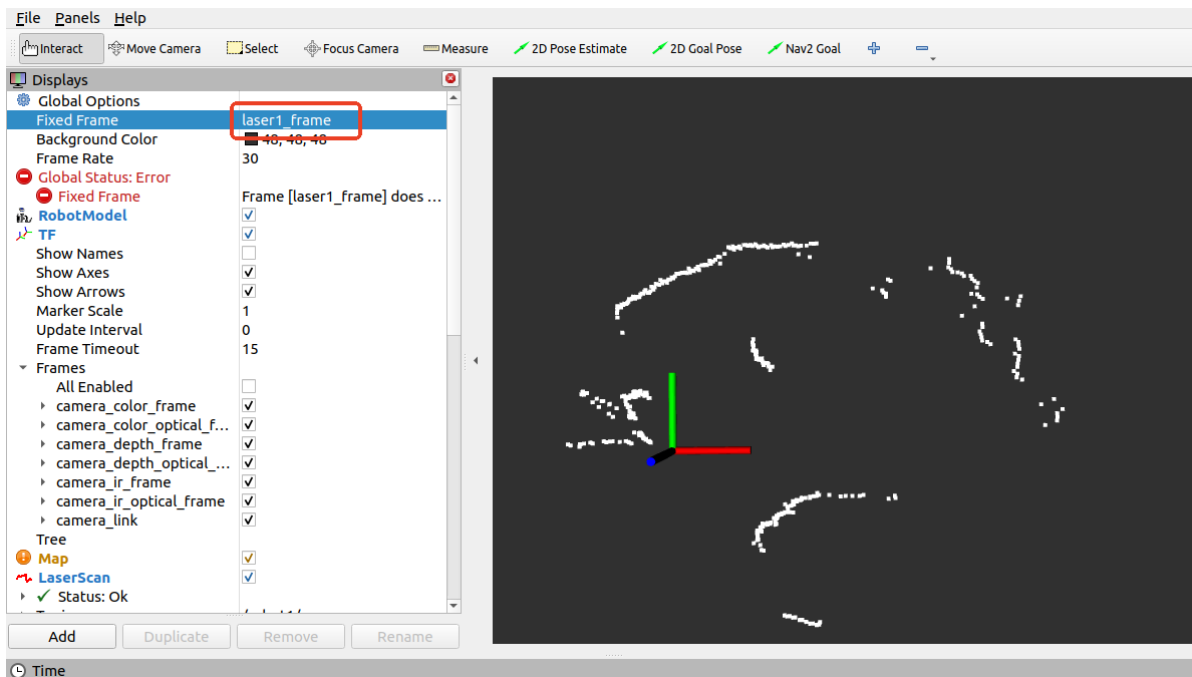 File Panels Help
Interact Move Camera Select Focus Camera Measure 2D Pose Estimate 2D Goal Pose Nav2 Goal
Displays
Global Options
Fixed Frame laser1_frame
Background Color 48; 48; 48
Frame Rate 30
Global Status: Error
Fixed Frame Frame [laser1_frame] does ...
RobotModel
TF
Show Names
Show Axes
Show Arrows
Marker Scale 1
Update Interval 0
Frame Timeout 15
Frames
All Enabled
camera_color_frame
camera_color_optical_f...
camera_depth_frame
camera_depth_optical_...
camera_ir_frame
camera_ir_optical_frame
camera_link
Tree
Map
LaserScan
Status: Ok
Add Duplicate Remove Rename
Time